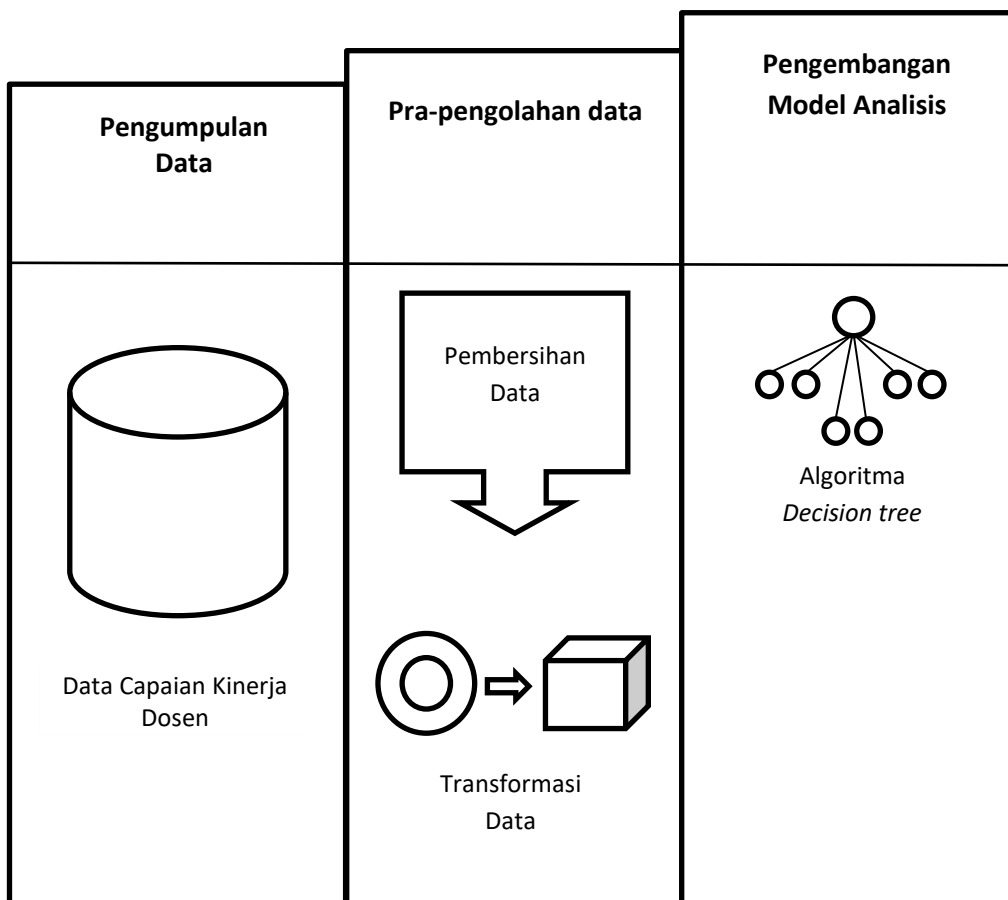 Pengumpulan
Data
Pra-pengolahan data
Pengembangan
Model Analisis
Data Capaian Kinerja
Dosen
Pembersihan
Data
Transformasi
Data
Algoritma
Decision tree